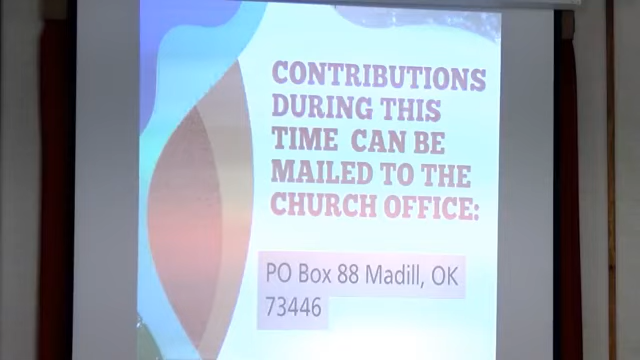 CONTRIBUTIONS
DURING THIS
TIME CAN BE
MAILED TO THE
CHURCH OFFICE:
PO Box 88 Madill, OK
73446